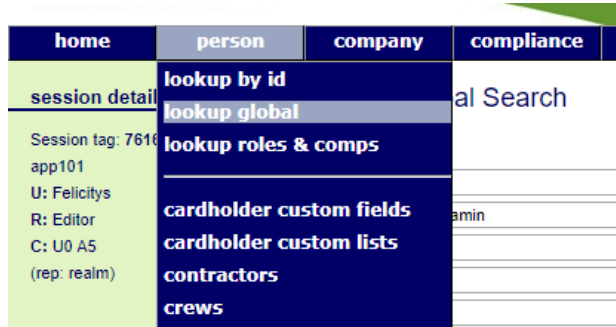 home person company compliance
session detail
Session tag: 7616
app101
U: Felicitys
R: Editor
C: U0 A5
(rep: realm)
lookup by id
lookup global
lookup roles & comps
cardholder custom fields
cardholder custom lists
contractors
crews
al Search
amin